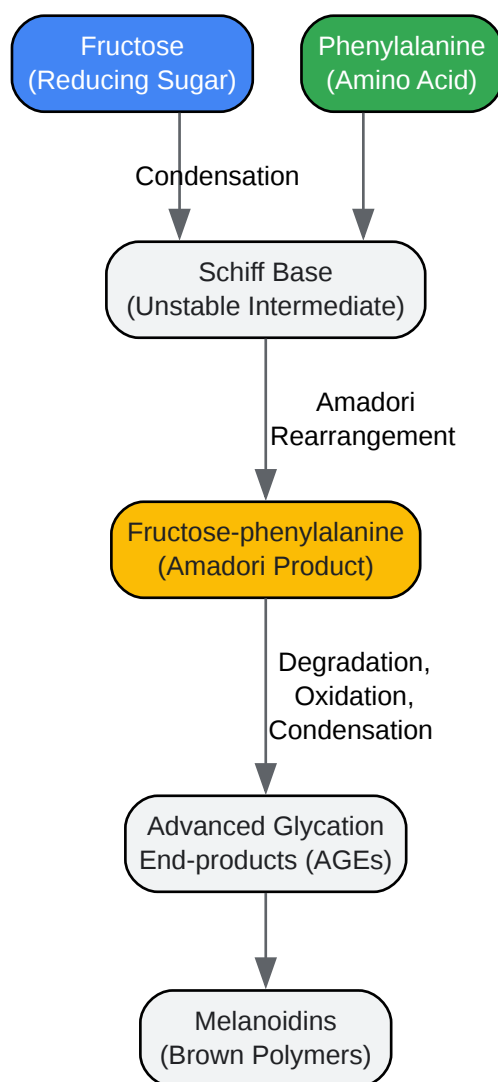 Fructose
(Reducing Sugar)
Phenylalanine
(Amino Acid)
Condensation
Schiff Base
(Unstable Intermediate)
Amadori
Rearrangement
Fructose-phenylalanine
(Amadori Product)
Degradation,
Oxidation,
Condensation
Advanced Glycation
End-products (AGEs)
Melanoidins
(Brown Polymers)